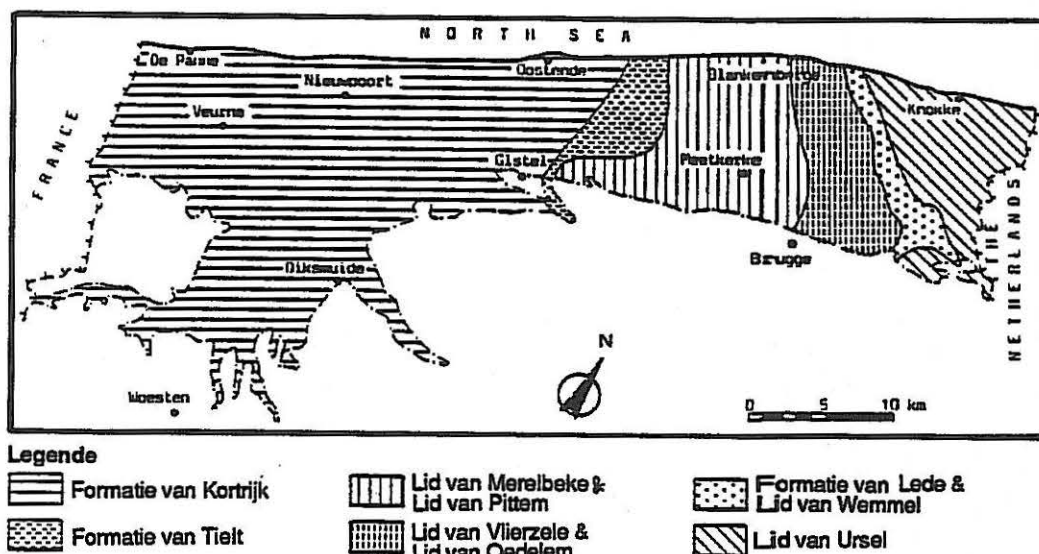 NORTH SEA
De Panne
Oostende
Blankenberge
Nieuwpoort
Knokke
Veurne
FRANCE
Gistel
Meetkerke
THE NETHERLANDS
Brugge
Diksmuide
N
Woesten
0 5 10 km
Legende
Formatie van Kortrijk
Lid van Merelbeke &
Lid van Pittem
Formatie van Lede &
Lid van Wemmel
Formatie van Tielt
Lid van Vlierzele &
Lid van Oedelem
Lid van Ursel